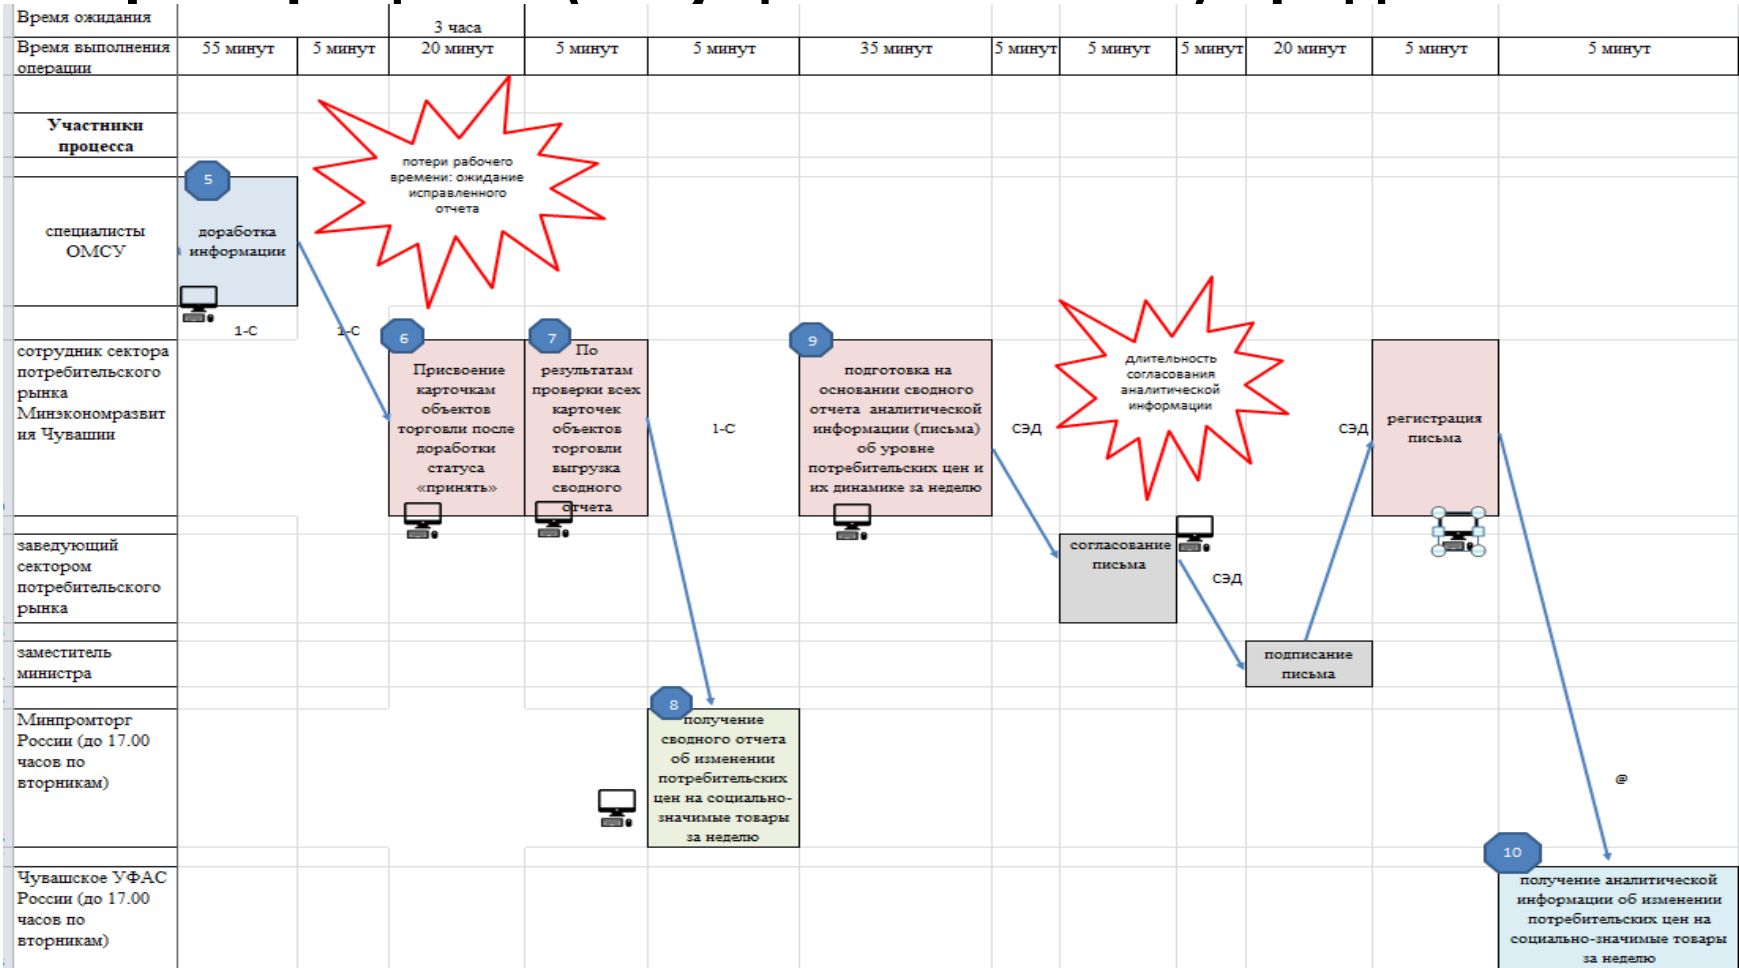 Время ожидания
3 часа
Время выполнения
операции
55 минут
5 минут
20 минут
5 минут
5 минут
35 минут
5 минут
5 минут
5 минут
20 минут
5 минут
5 минут
Участники
процесса
потери рабочего
времени: ожидание
исправленного
отчета
5
специалисты
ОМСУ
доработка
информации
1-С
1-С
сотрудник сектора
потребительского
рынка
Минэкономразвит
ия Чувашии
6
Присвоение
карточкам
объектов
торговли после
доработки
статуса
«принять»
7
По
результатам
проверки всех
карточек
объектов
торговли
выгрузка
сводного
отчета
1-С
9
подготовка на
основании сводного
отчета аналитической
информации (письма)
об уровне
потребительских цен и
их динамике за неделю
СЭД
длительность
согласования
аналитической
информации
СЭД
регистрация
письма
заведующий
сектором
потребительского
рынка
согласование
письма
СЭД
заместитель
министра
подписание
письма
Минпромторг
России (до 17.00
часов по
вторникам)
8
получение
сводного отчета
об изменении
потребительских
цен на социально-
значимые товары
за неделю
@
Чувашское УФАС
России (до 17.00
часов по
вторникам)
10
получение аналитической
информации об изменении
потребительских цен на
социально-значимые товары
за неделю